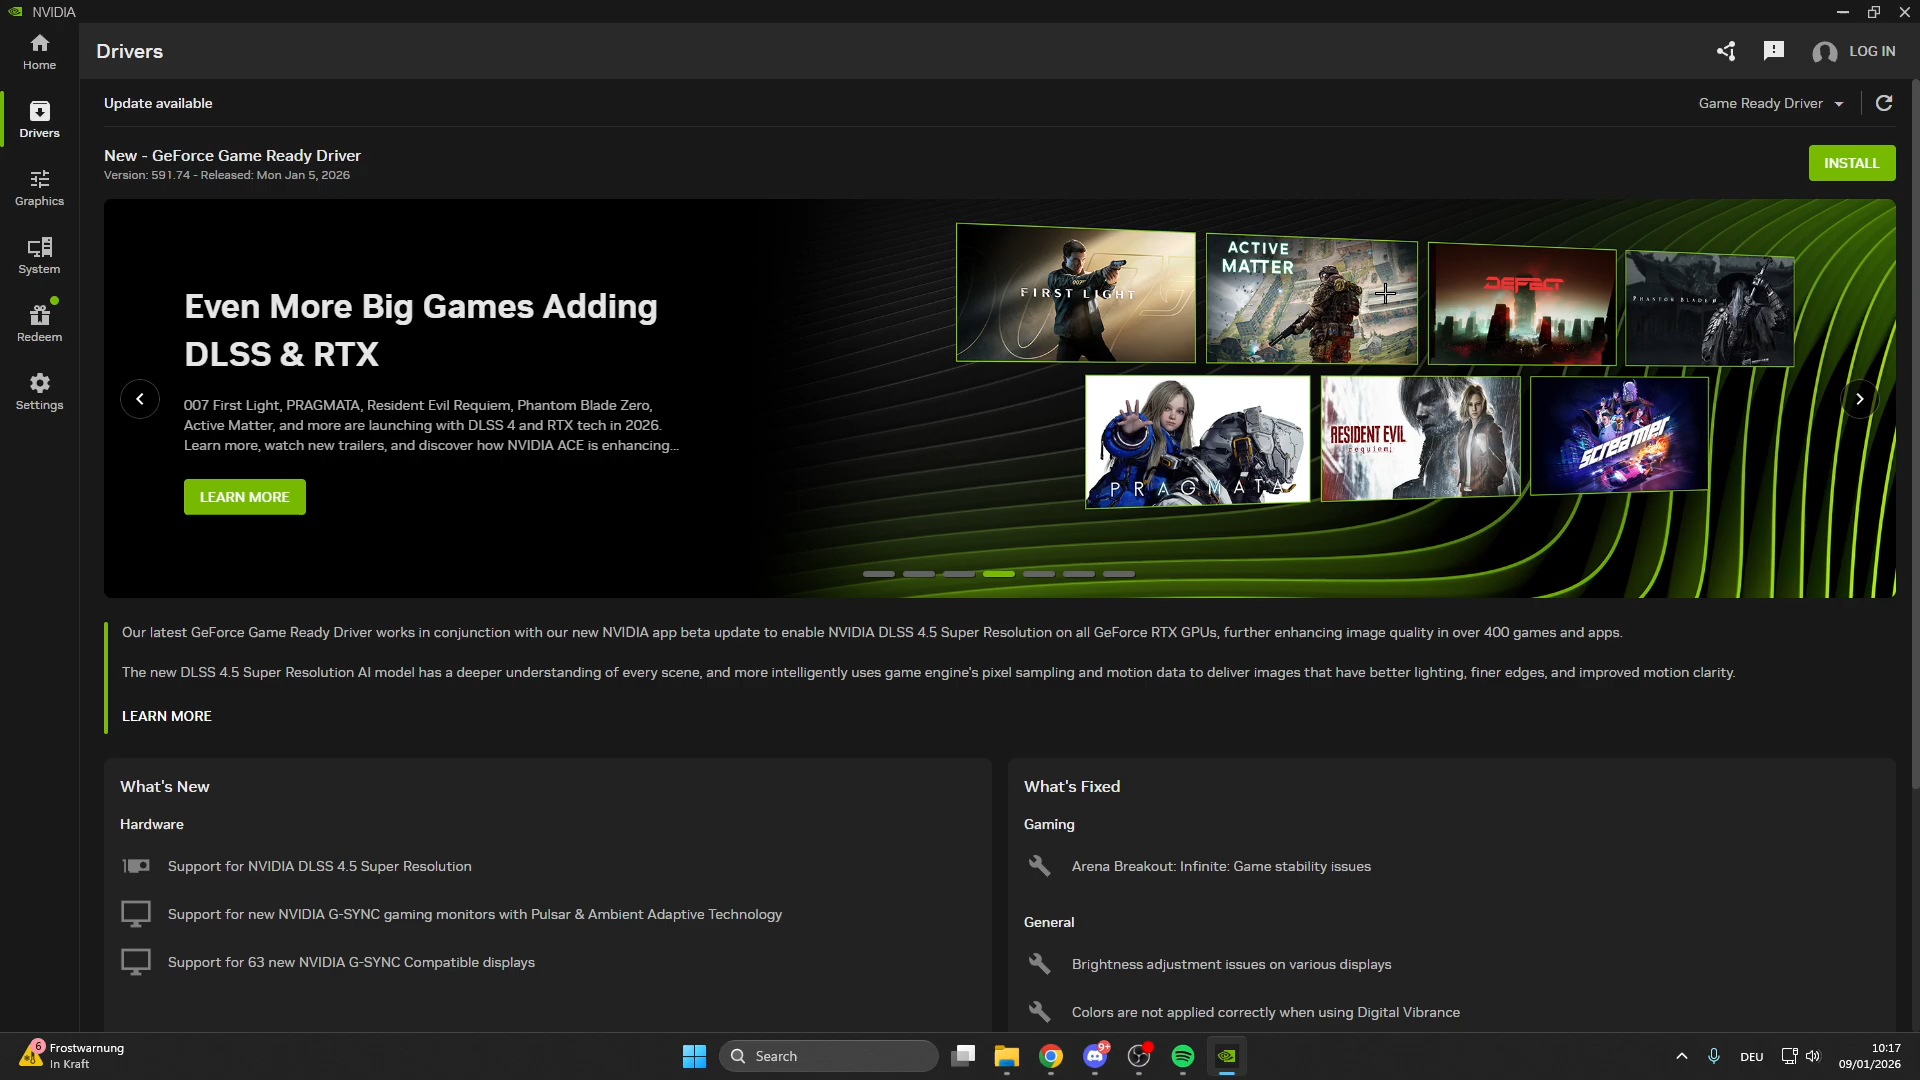 NVIDIA
Home
Drivers
LOG IN
Drivers
Update available
Game Ready Driver
New - GeForce Game Ready Driver
Version: 591.74 - Released: Mon Jan 5, 2026
INSTALL
Graphics
System
Redeem
Settings
Even More Big Games Adding
DLSS & RTX
007 First Light, PRAGMATA, Resident Evil Requiem, Phantom Blade Zero,
Active Matter, and more are launching with DLSS 4 and RTX tech in 2026.
Learn more, watch new trailers, and discover how NVIDIA ACE is enhancing...
LEARN MORE
007
FIRST LIGHT
ACTIVE
MATTER
DEFECT
PHANTOM BLADE
PRAGMATA
RESIDENT EVIL
requiem
SCREAMER
Our latest GeForce Game Ready Driver works in conjunction with our new NVIDIA app beta update to enable NVIDIA DLSS 4.5 Super Resolution on all GeForce RTX GPUs, further enhancing image quality in over 400 games and apps.
The new DLSS 4.5 Super Resolution AI model has a deeper understanding of every scene, and more intelligently uses game engine's pixel sampling and motion data to deliver images that have better lighting, finer edges, and improved motion clarity.
LEARN MORE
What's New
Hardware
Support for NVIDIA DLSS 4.5 Super Resolution
Support for new NVIDIA G-SYNC gaming monitors with Pulsar & Ambient Adaptive Technology
Support for 63 new NVIDIA G-SYNC Compatible displays
What's Fixed
Gaming
Arena Breakout: Infinite: Game stability issues
General
Brightness adjustment issues on various displays
Colors are not applied correctly when using Digital Vibrance
6
Frostwarnung
In Kraft
Search
9+
DEU
10:17
09/01/2026